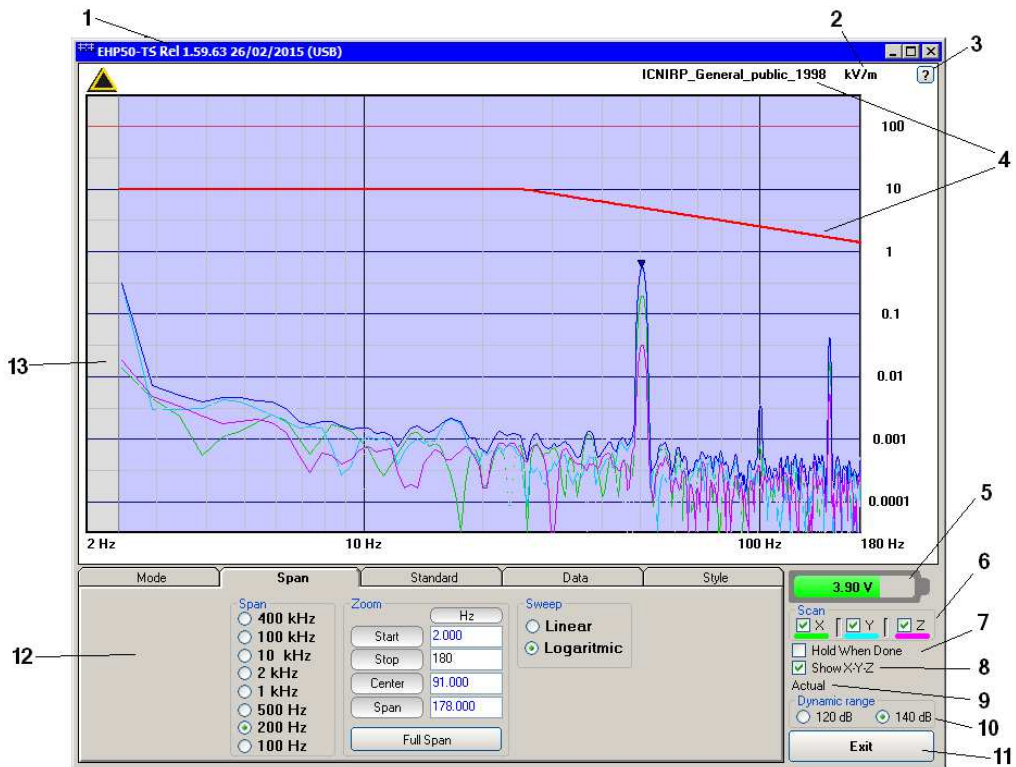 1
2
3
EHP50-TS Rel 1.59.63 26/02/2015 (USB)
ICNIRP_General_public_1998 kV/m ?
100
4
10
1
0.1
13
0.01
0.001
0.0001
2 Hz 10 Hz 100 Hz 180 Hz
5
6
7
8
9
10
11
12
Mode Span Standard Data Style
3.90 V
Span
400 kHz
100 kHz
10 kHz
2 kHz
1 kHz
500 Hz
200 Hz
100 Hz
Zoom
Hz
Start 2.000
Stop 180
Center 91.000
Span 178.000
Full Span
Sweep
Linear
Logaritmic
Scan
X Y Z
Hold When Done
Show X-Y-Z
Actual
Dynamic range
120 dB 140 dB
Exit